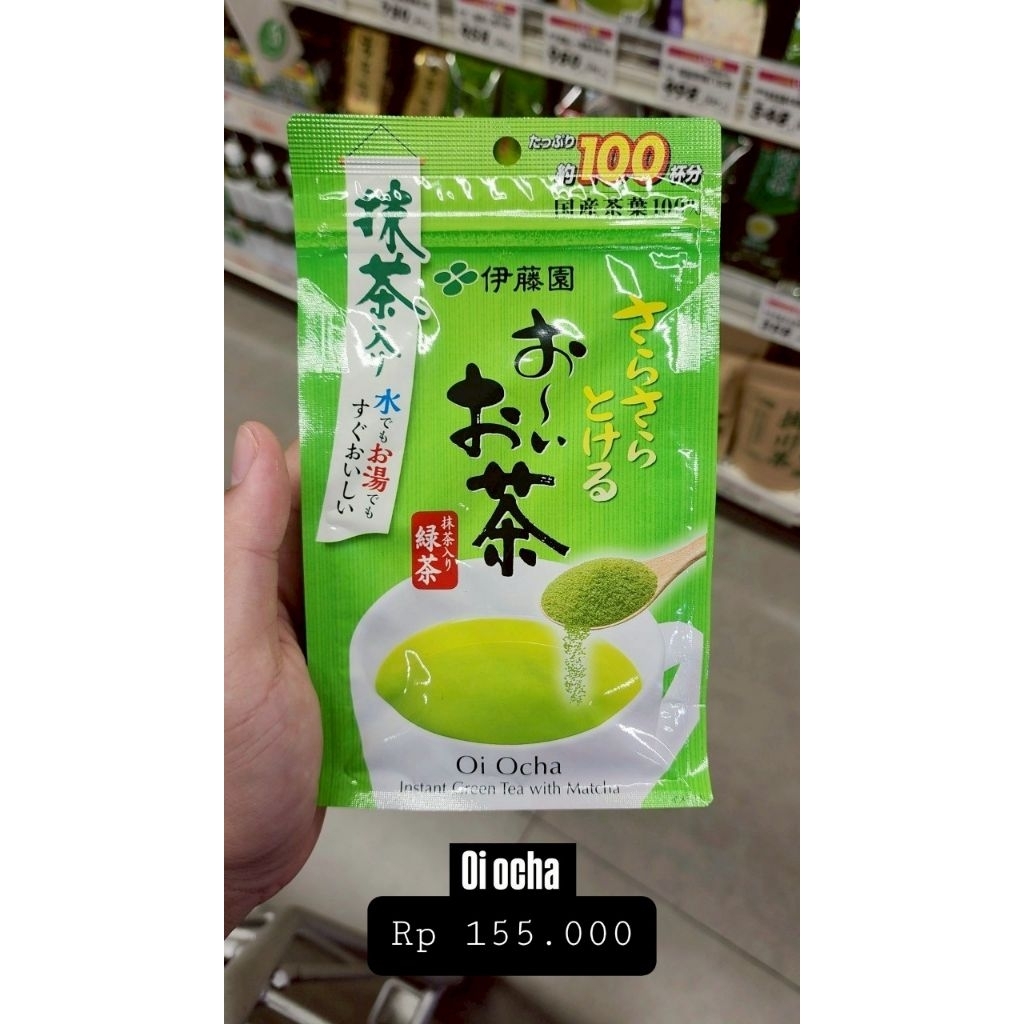 たっぷり
約100杯分
国産茶葉100%
抹茶入り
水でもお湯でも
すぐおいしい
伊藤園
さらさら
とける
お〜い
お茶
抹茶入り
緑茶
Oi Ocha
Instant Green Tea with Matcha
Oi ocha
Rp 155.000